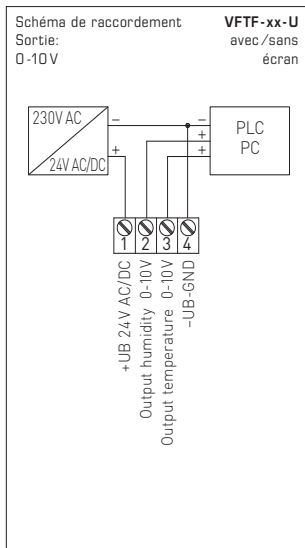 Schéma de raccordement
VFTF-xx-U
Sortie:
avec/sans
0-10V
écran
230V AC
24V AC/DC
–
+
–
+
+
PLC
PC
1 2 3 4
+UB 24V AC/DC
Output humidity 0-10V
Output temperature 0-10V
–UB-GND